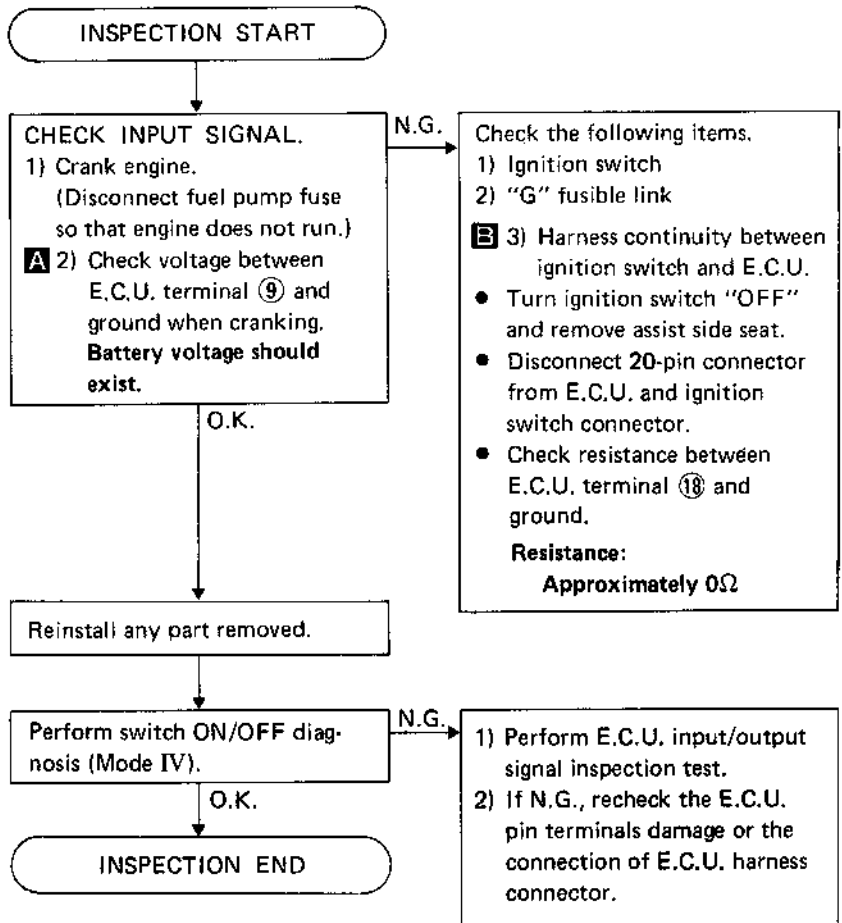 INSPECTION START
CHECK INPUT SIGNAL.
1) Crank engine.
(Disconnect fuel pump fuse
so that engine does not run.)
A 2) Check voltage between
E.C.U. terminal ⑨ and
ground when cranking.
Battery voltage should
exist.
N.G.
Check the following items.
1) Ignition switch
2) "G" fusible link
B 3) Harness continuity between
ignition switch and E.C.U.
● Turn ignition switch "OFF"
and remove assist side seat.
● Disconnect 20-pin connector
from E.C.U. and ignition
switch connector.
● Check resistance between
E.C.U. terminal ⑱ and
ground.
Resistance:
Approximately 0Ω
O.K.
Reinstall any part removed.
Perform switch ON/OFF diag-
nosis (Mode IV).
N.G.
1) Perform E.C.U. input/output
signal inspection test.
2) If N.G., recheck the E.C.U.
pin terminals damage or the
connection of E.C.U. harness
connector.
O.K.
INSPECTION END